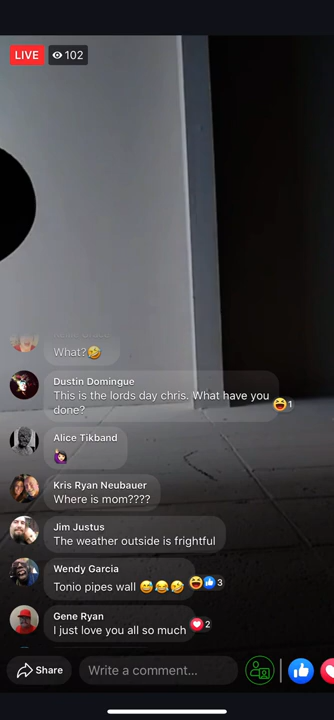 LIVE 102
What?🤣
Dustin Domingue
This is the lords day chris. What have you
done?
😆1
Alice Tikband
🙋🏻‍♀️
Kris Ryan Neubauer
Where is mom????
Jim Justus
The weather outside is frightful
Wendy Garcia
Tonio pipes wall 😅😂🤣
3
Gene Ryan
I just love you all so much
2
Share
Write a comment...